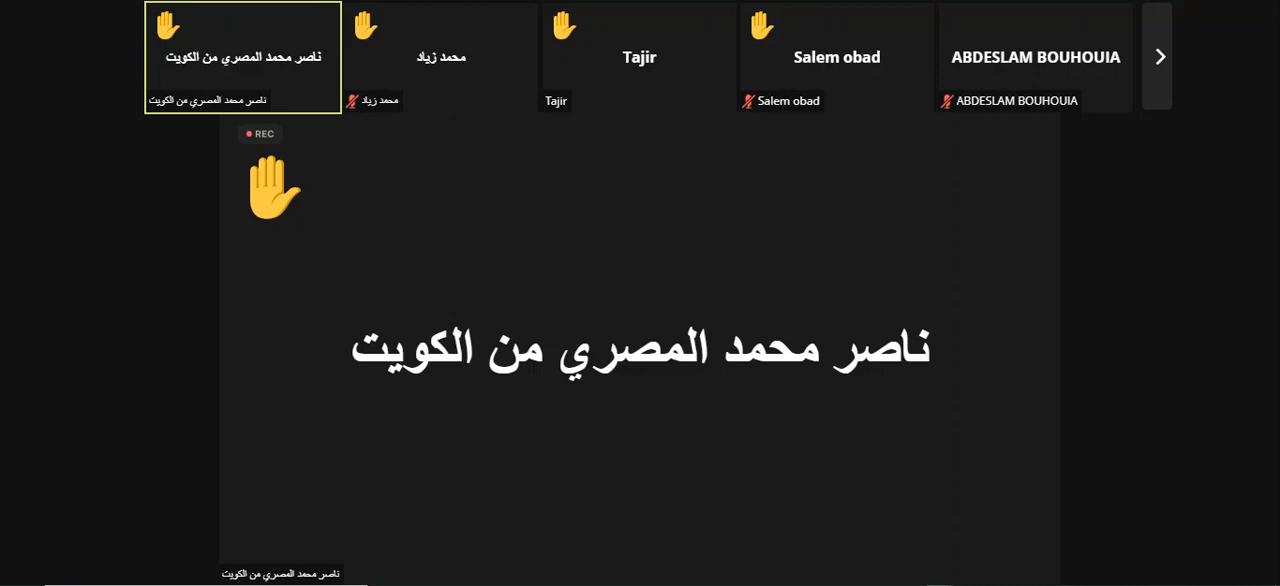 ناصر محمد المصري من الكويت
محمد زياد
Tajir
Salem obad
ABDESLAM BOUHOUIA
ناصر محمد المصري من الكويت
محمد زياد
Tajir
Salem obad
ABDESLAM BOUHOUIA
REC
ناصر محمد المصري من الكويت
ناصر محمد المصري من الكويت